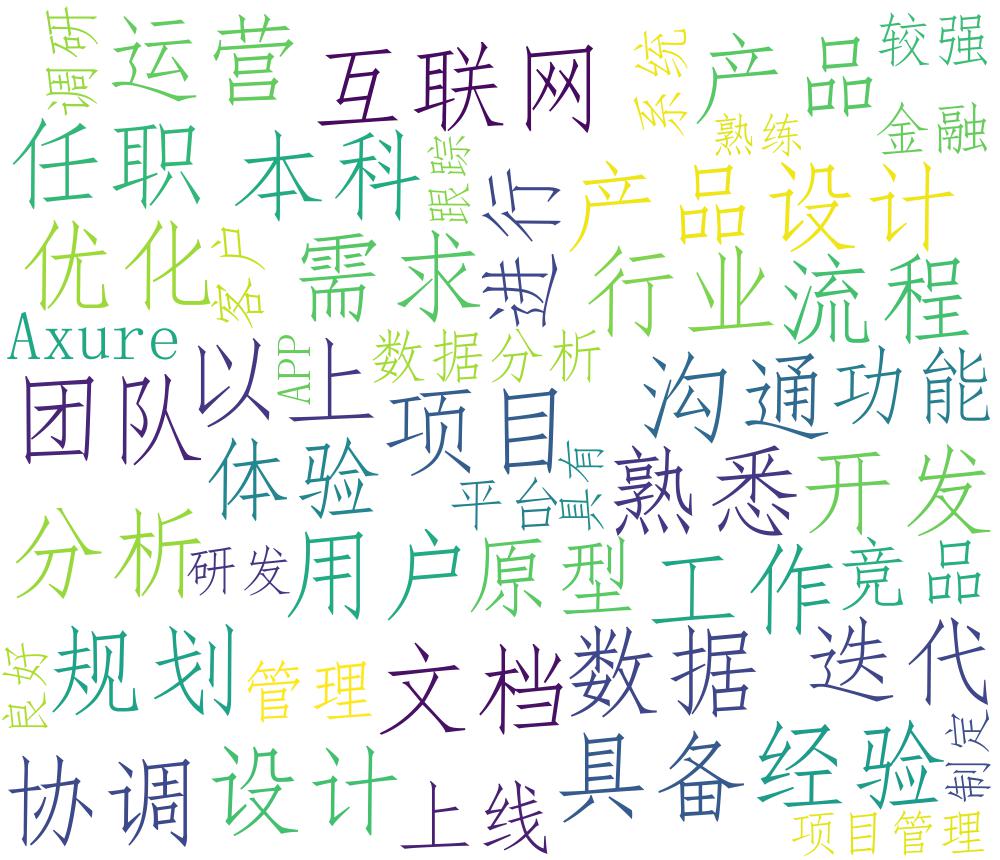 调研
运营
互联网
系统
产品
较强
熟练
金融
任职
本科
跟踪
进行
产品设计
优化
客户
需求
行业
流程
Axure
以上
APP
数据分析
团队
项目
沟通
功能
体验
平台
具有
熟悉
开发
分析
研发
用户
原型
工作
竞品
良好
规划
管理
文档
数据
迭代
协调
设计
上线
具备
经验
制定
项目管理